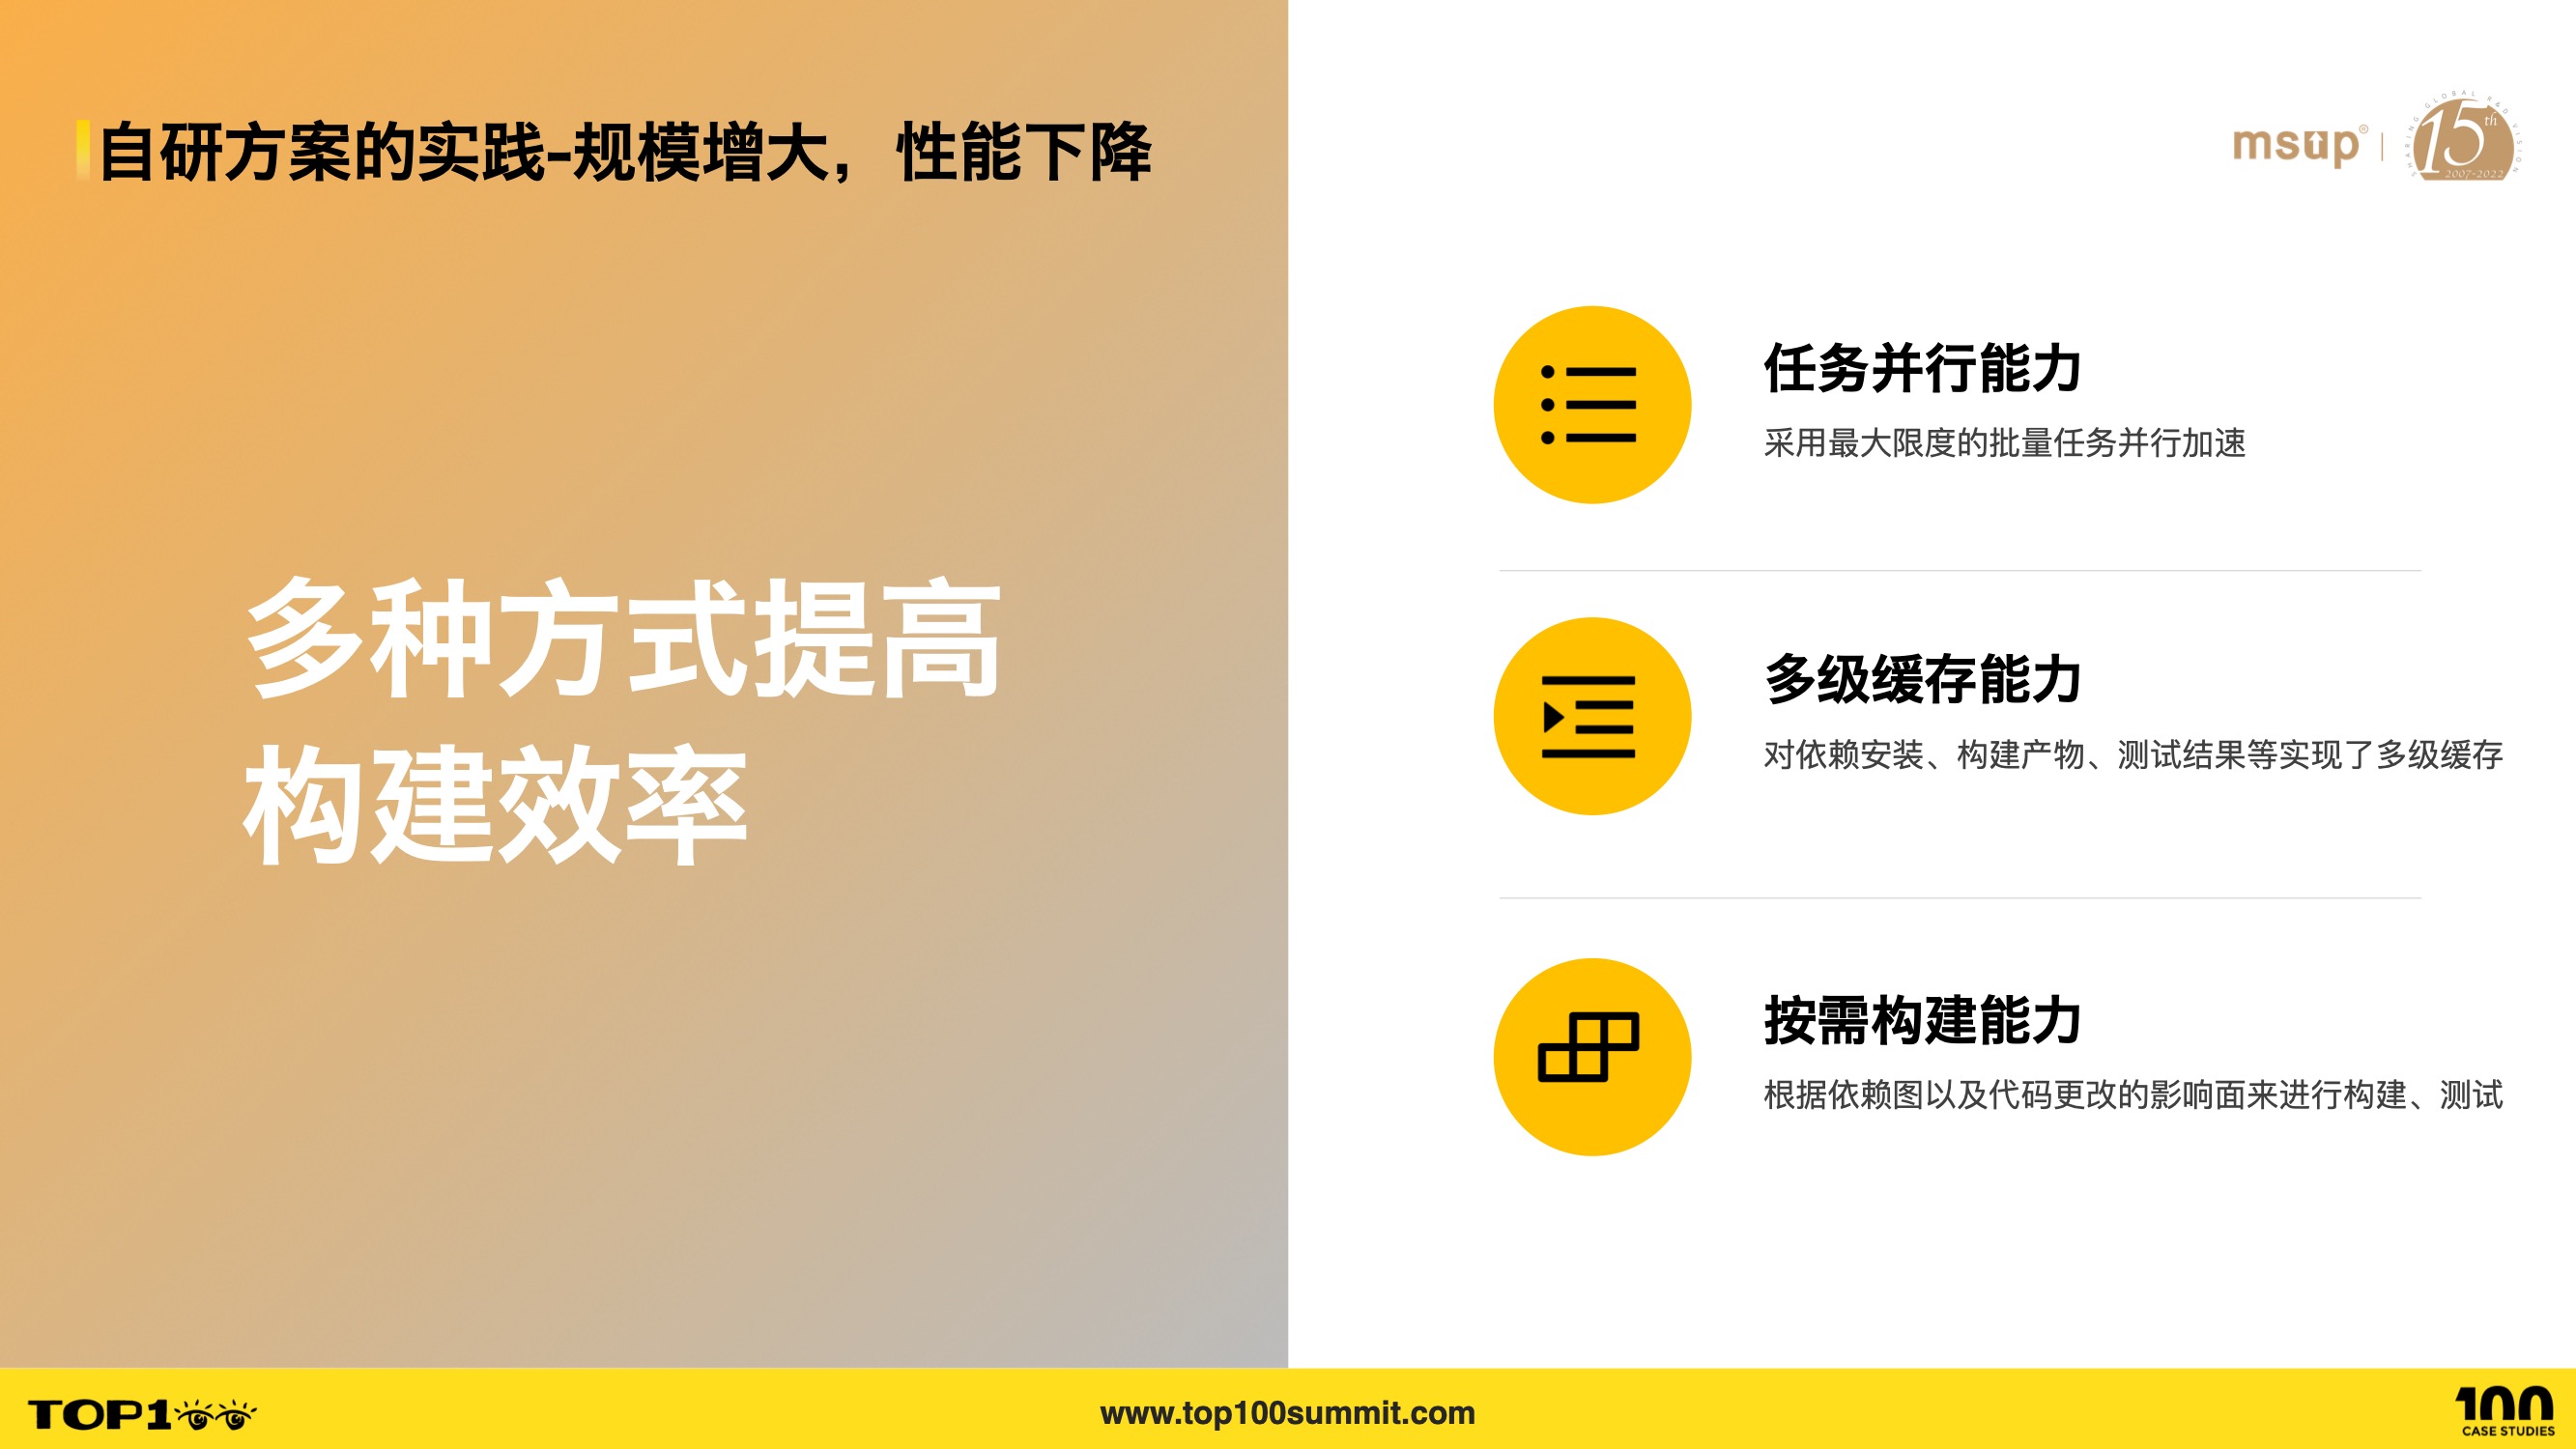 自研方案的实践-规模增大，性能下降
msup®
SHARING GLOBAL R&D VISION
15th
2007-2022
多种方式提高
构建效率
任务并行能力
采用最大限度的批量任务并行加速
多级缓存能力
对依赖安装、构建产物、测试结果等实现了多级缓存
按需构建能力
根据依赖图以及代码更改的影响面来进行构建、测试
TOP100
www.top100summit.com
100
CASE STUDIES